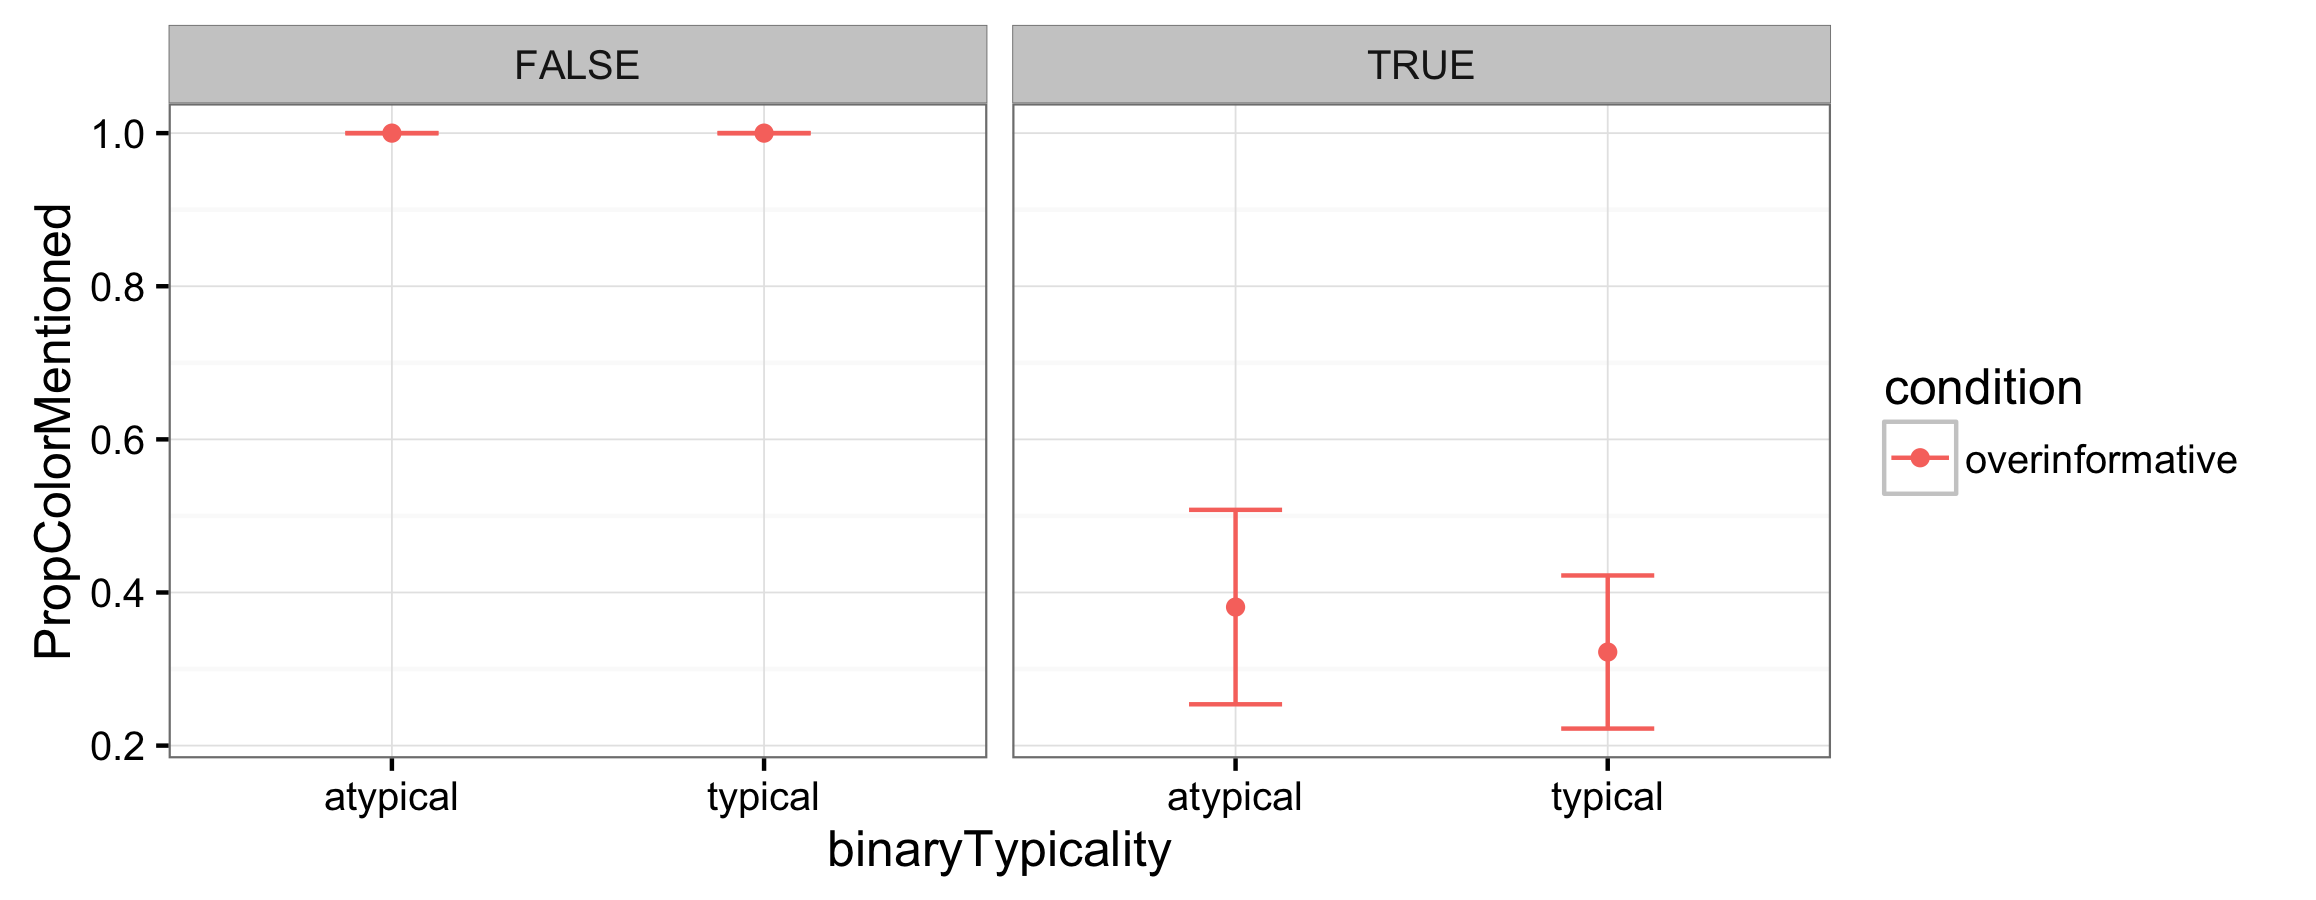 FALSE
TRUE
PropColorMentioned
1.0
0.8
0.6
0.4
0.2
atypical
typical
atypical
typical
binaryTypicality
condition
overinformative